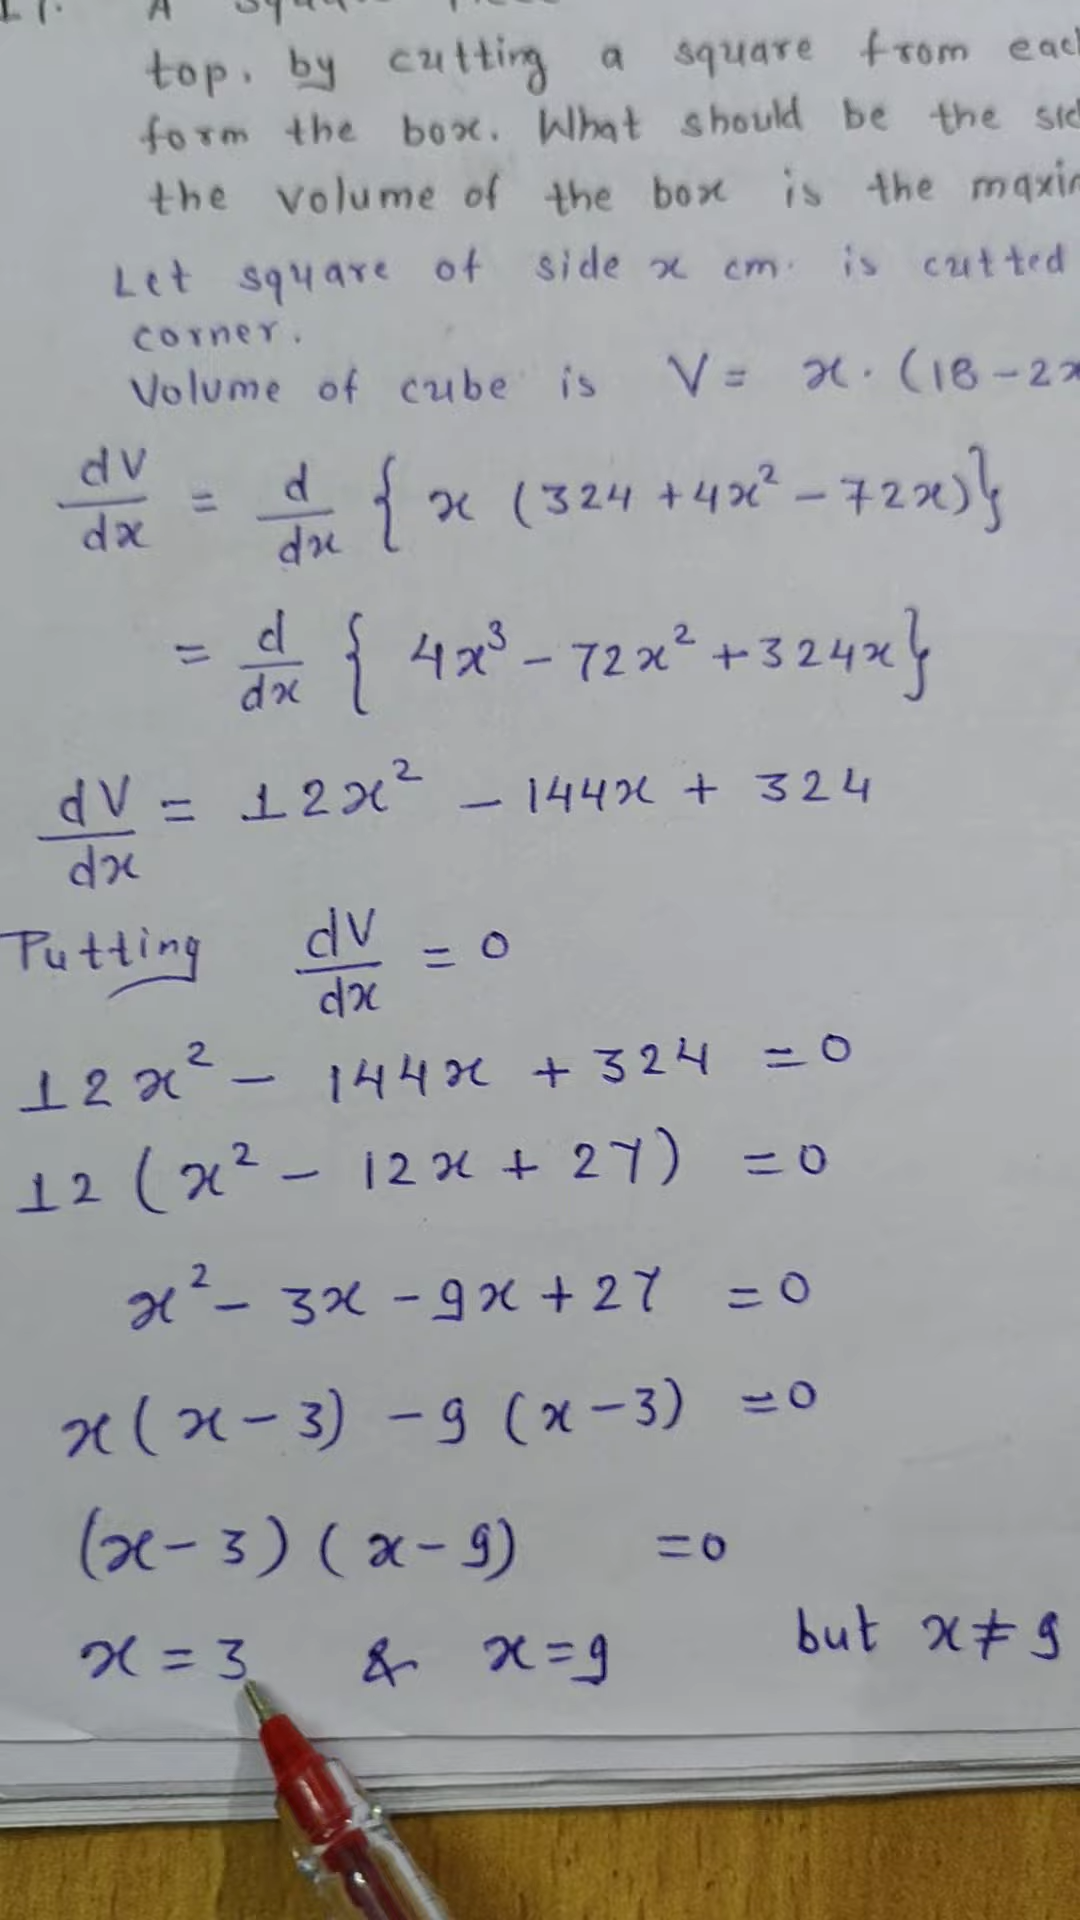 17. A
top. by cutting a square from each
form the box. What should be the
the volume of the box is the
Let square of side x cm. is cutted
corner.
Volume of cube is V = x · (18 - 2x
dV/dx = d/dx { x (324 + 4x² - 72x)}
= d/dx { 4x³ - 72x² + 324x}
dV/dx = 12x² - 144x + 324
Putting dV/dx = 0
12x² - 144x + 324 = 0
12 (x² - 12x + 27) = 0
x² - 3x - 9x + 27 = 0
x (x - 3) - 9 (x - 3) = 0
(x - 3) (x - 9) = 0
x = 3 & x = 9 but x ≠ 9